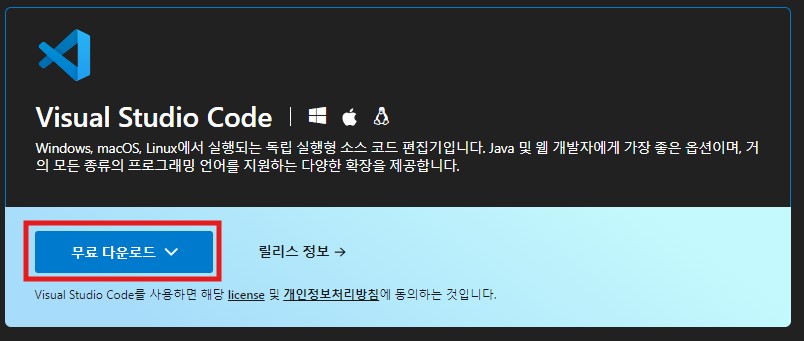 Visual Studio Code
Windows, macOS, Linux에서 실행되는 독립 실행형 소스 코드 편집기입니다. Java 및 웹 개발자에게 가장 좋은 옵션이며, 거
의 모든 종류의 프로그래밍 언어를 지원하는 다양한 확장을 제공합니다.
무료 다운로드
릴리스 정보 →
Visual Studio Code를 사용하면 해당 license 및 개인정보처리방침에 동의하는 것입니다.